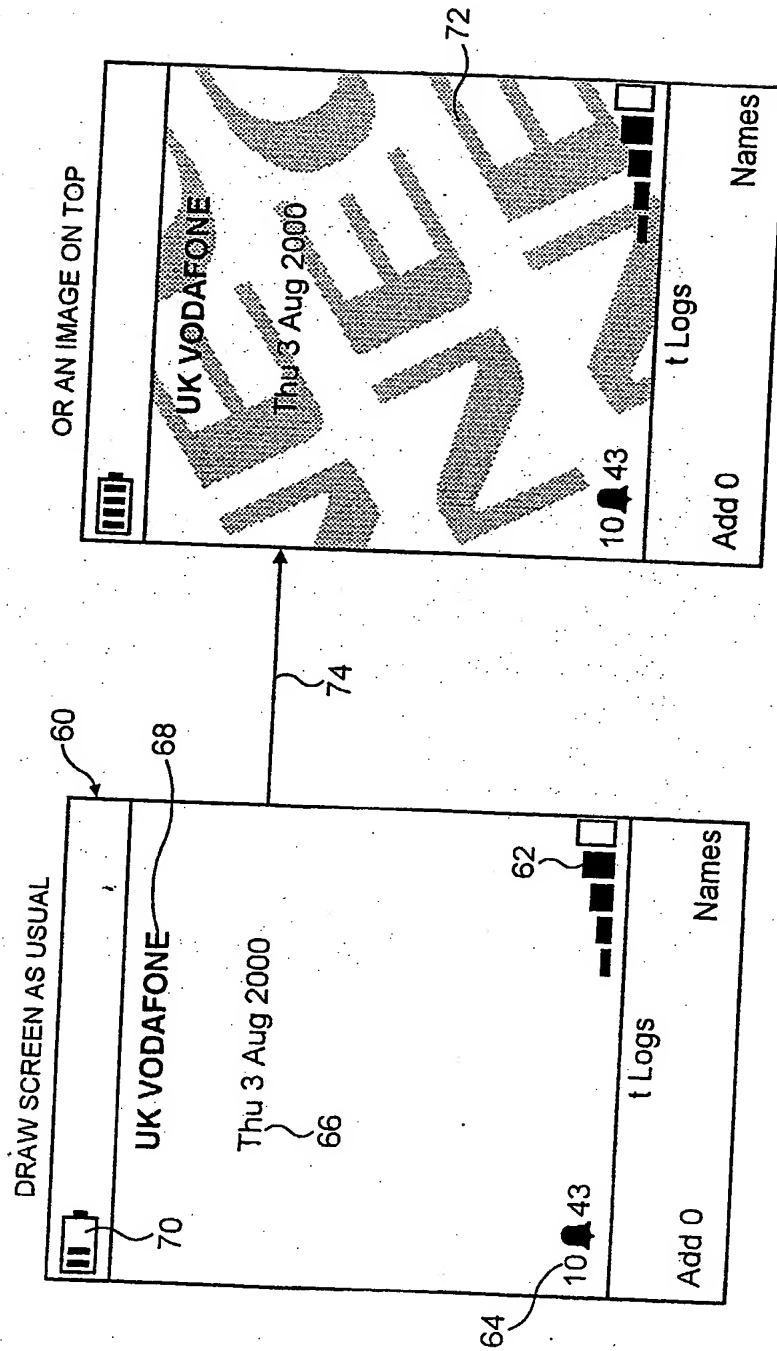 DRAW SCREEN AS USUAL
60
70
UK VODAFONE
68
Thu 3 Aug 2000
66
64
10 43
62
t Logs
Add 0 Names
74
OR AN IMAGE ON TOP
UK VODAFONE
Thu 3 Aug 2000
72
10 43
t Logs
Add 0 Names